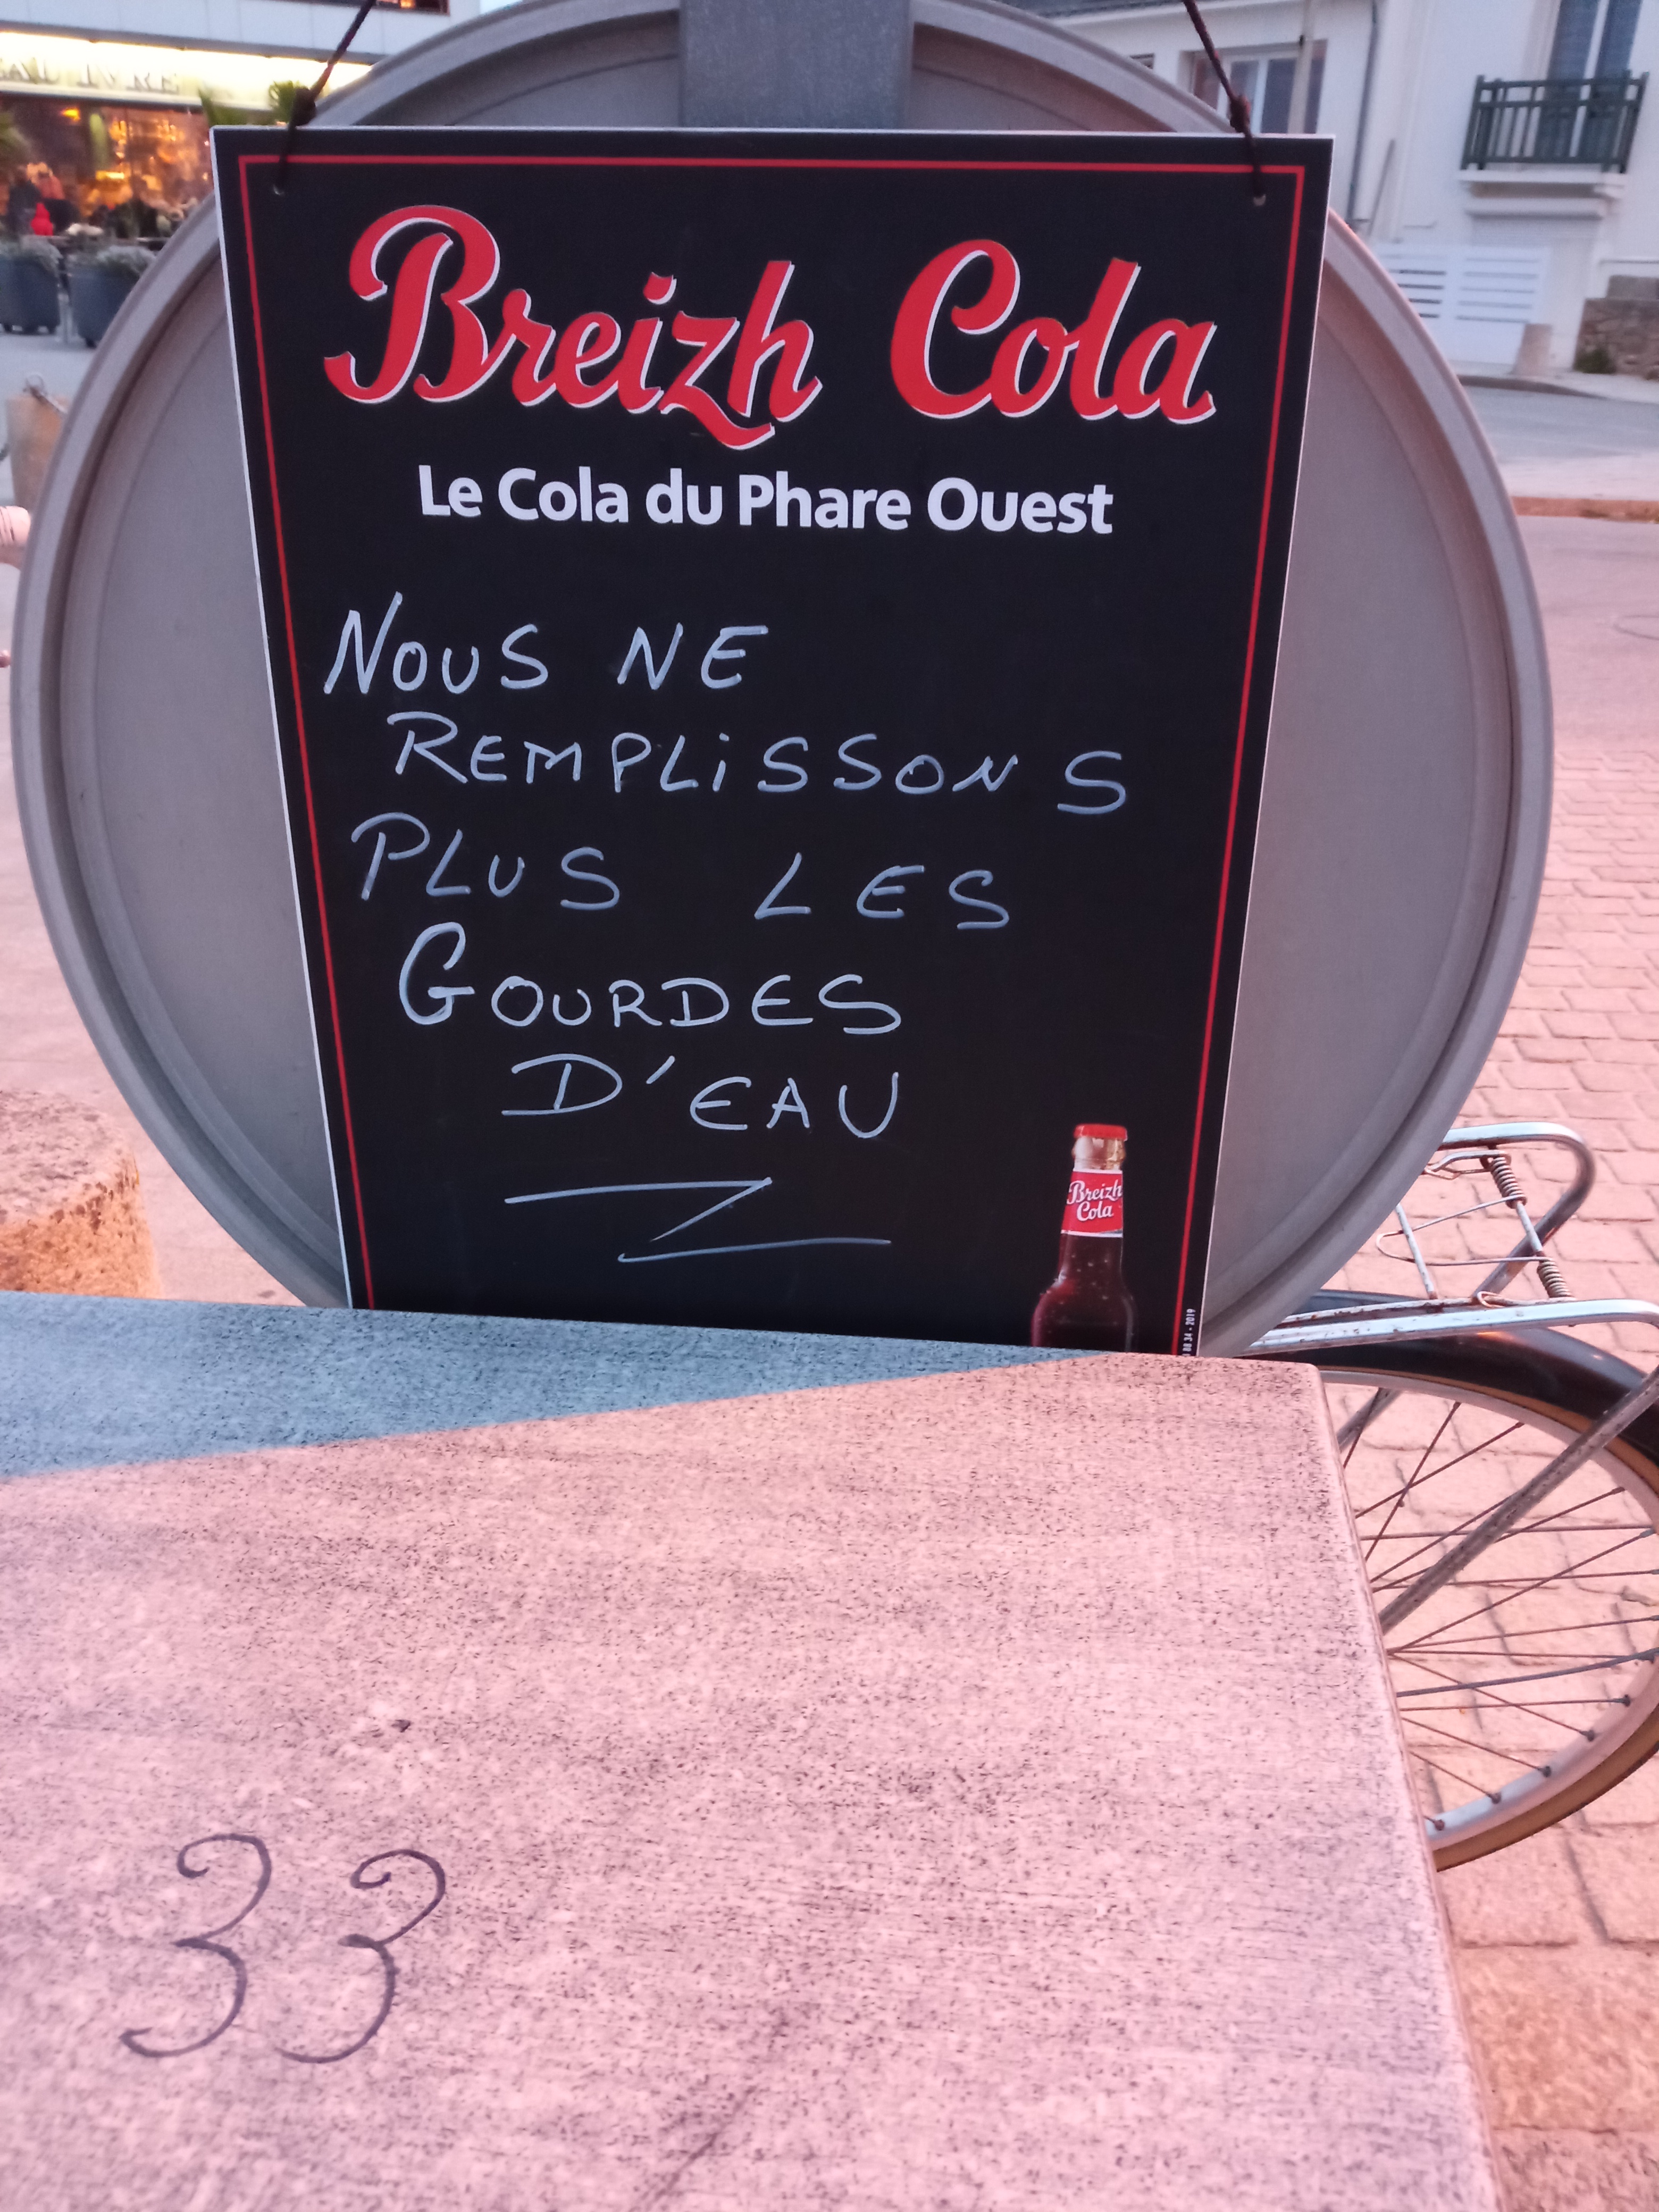 Breizh Cola
Le Cola du Phare Ouest
NOUS NE
REMPLiSSONS
PLUS LES
GOURDES
D'EAU
Breizh
Cola
33